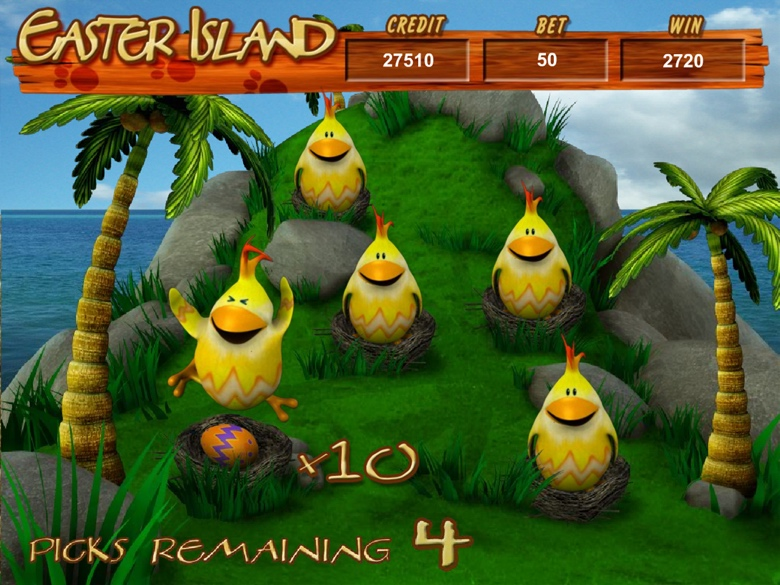 EASTER ISLAND
CREDIT BET WIN
27510 50 2720
x10
PICKS REMAINING 4